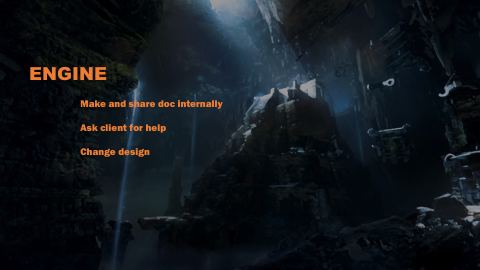 ENGINE
Make and share doc internally
Ask client for help
Change design